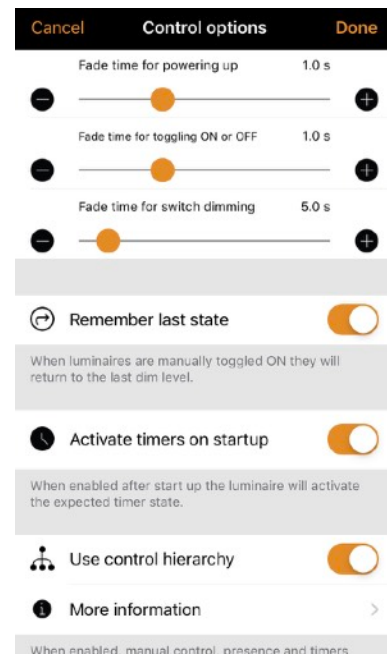 Cancel Control options Done
Fade time for powering up 1.0 s
Fade time for toggling ON or OFF 1.0 s
Fade time for switch dimming 5.0 s
Remember last state
When luminaires are manually toggled ON they will
return to the last dim level.
Activate timers on startup
When enabled after start up the luminaire will activate
the expected timer state.
Use control hierarchy
More information
When enabled, manual control, presence and timers